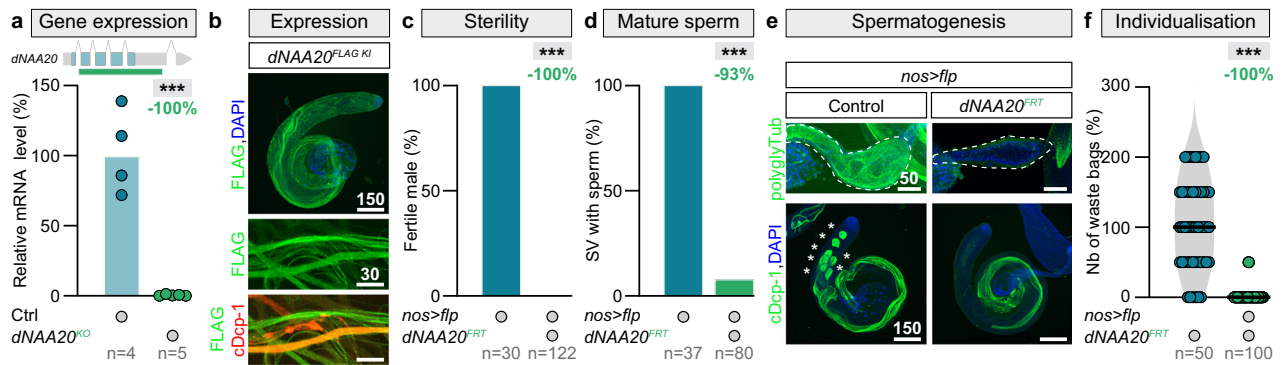 a Gene expression
dNAA20
***
-100%
Relative mRNA level (%)
150
100
50
0
Ctrl
dNAA20KO
n=4 n=5
b Expression
dNAA20FLAG KI
FLAG,DAPI
150
FLAG
30
FLAG
cDcp-1
c Sterility
***
-100%
Fertile male (%)
100
50
0
nos>flp
dNAA20FRT
n=30 n=122
d Mature sperm
***
-93%
SV with sperm (%)
100
50
0
nos>flp
dNAA20FRT
n=37 n=80
e Spermatogenesis
nos>flp
Control dNAA20FRT
polyglyTub
50
cDcp-1,DAPI
* * * * * * * *
150
f Individualisation
***
-100%
Nb of waste bags (%)
300
200
100
0
nos>flp
dNAA20FRT
n=50 n=100